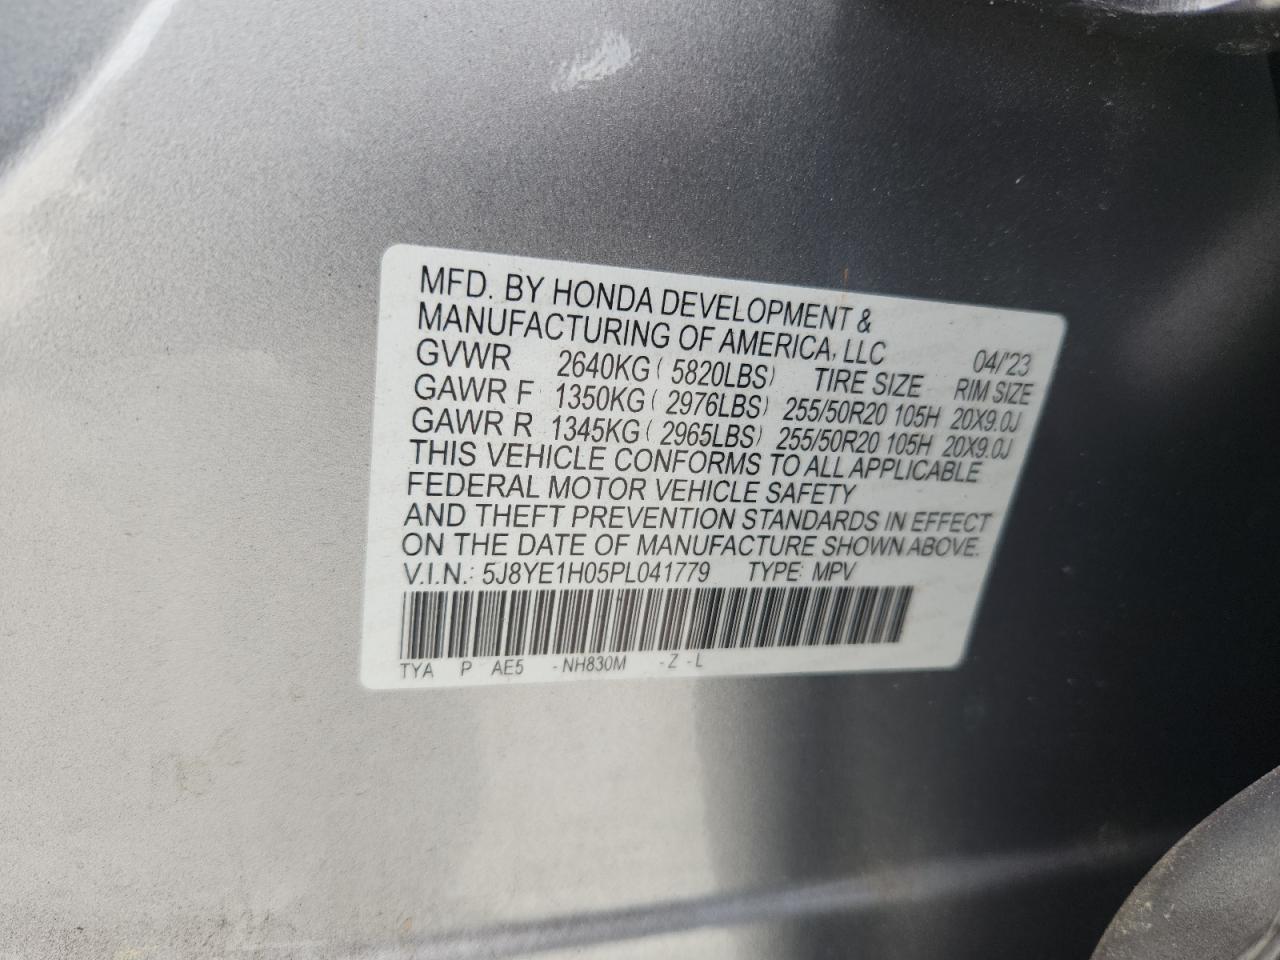 MFD. BY HONDA DEVELOPMENT &
MANUFACTURING OF AMERICA, LLC 04/'23
GVWR 2640KG ( 5820LBS) TIRE SIZE RIM SIZE
GAWR F 1350KG ( 2976LBS) 255/50R20 105H 20X9.0J
GAWR R 1345KG ( 2965LBS) 255/50R20 105H 20X9.0J
THIS VEHICLE CONFORMS TO ALL APPLICABLE
FEDERAL MOTOR VEHICLE SAFETY
AND THEFT PREVENTION STANDARDS IN EFFECT
ON THE DATE OF MANUFACTURE SHOWN ABOVE.
V.I.N.: 5J8YE1H05PL041779 TYPE: MPV
TYA P AE5 -NH830M -Z -L